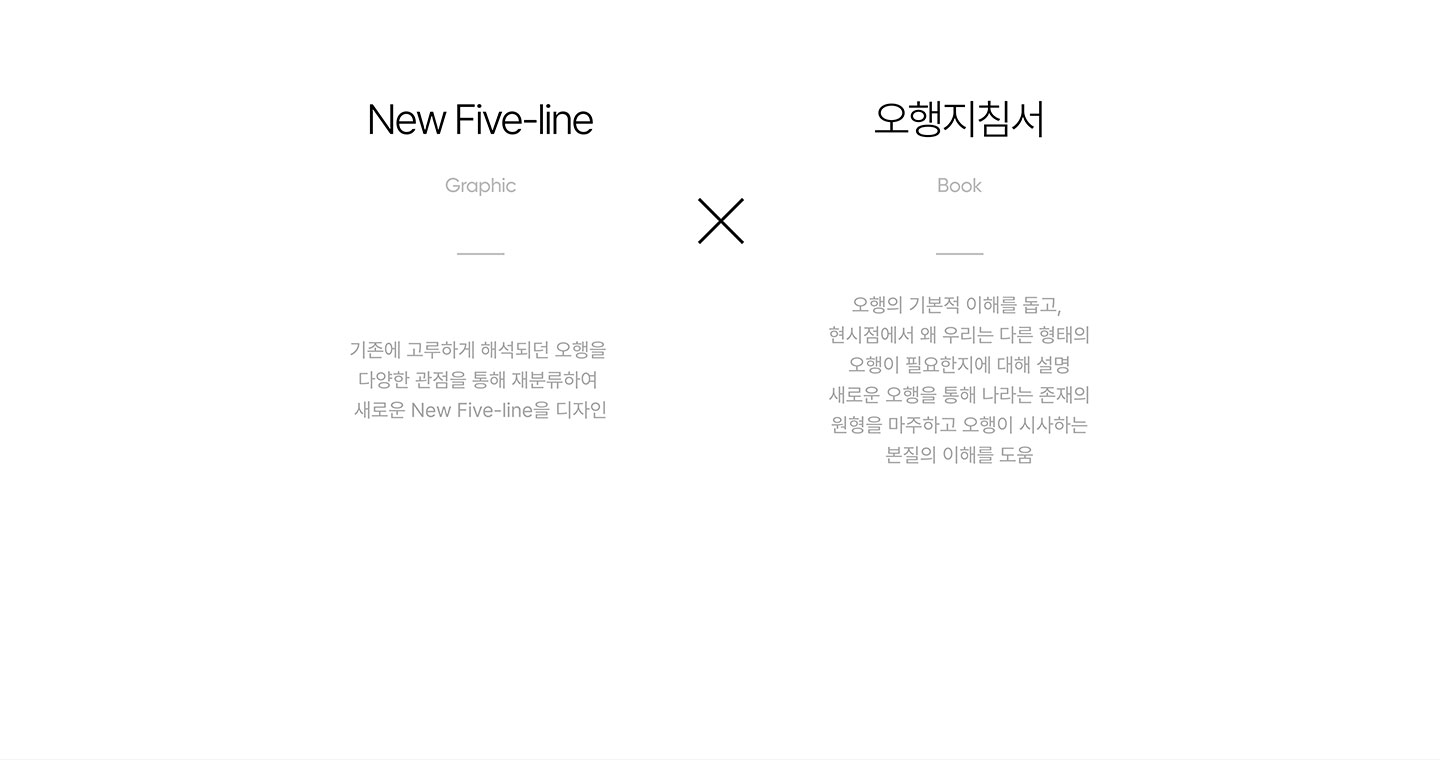 New Five-line
Graphic
기존에 고루하게 해석되던 오행을
다양한 관점을 통해 재분류하여
새로운 New Five-line을 디자인
오행지침서
Book
오행의 기본적 이해를 돕고,
현시점에서 왜 우리는 다른 형태의
오행이 필요한지에 대해 설명
새로운 오행을 통해 나라는 존재의
원형을 마주하고 오행이 시사하는
본질의 이해를 도움